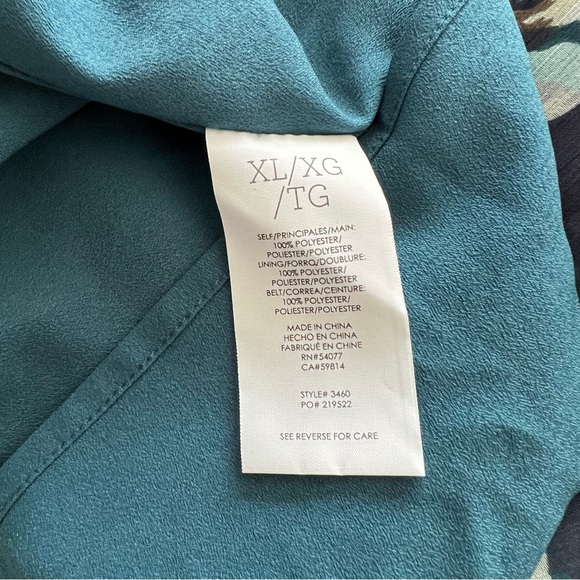 XL/XG
/TG
SELF/PRINCIPALES/MAIN:
100% POLYESTER/
POLIESTER/POLYESTER
LINING/FORRO/DOUBLURE:
100% POLYESTER/
POLIESTER/POLYESTER
BELT/CORREA/CEINTURE:
100% POLYESTER/
POLIESTER/POLYESTER
MADE IN CHINA
HECHO EN CHINA
FABRIQUÉ EN CHINE
RN#54077
CA#59814
STYLE# 3460
PO# 219522
SEE REVERSE FOR CARE